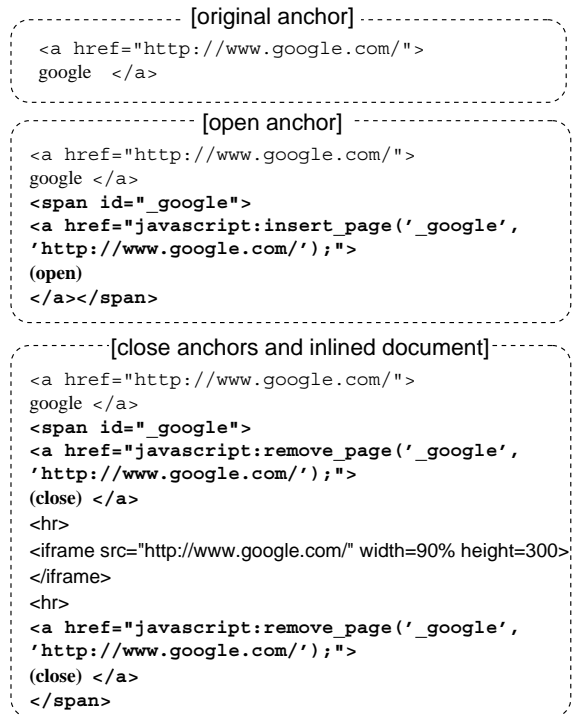 [original anchor]
<a href="http://www.google.com/">
google </a>
[open anchor]
<a href="http://www.google.com/">
google </a>
<span id="_google">
<a href="javascript:insert_page('_google',
'http://www.google.com/');">
(open)
</a></span>
[close anchors and inlined document]
<a href="http://www.google.com/">
google </a>
<span id="_google">
<a href="javascript:remove_page('_google',
'http://www.google.com/');">
(close) </a>
<hr>
<iframe src="http://www.google.com/" width=90% height=300>
</iframe>
<hr>
<a href="javascript:remove_page('_google',
'http://www.google.com/');">
(close) </a>
</span>